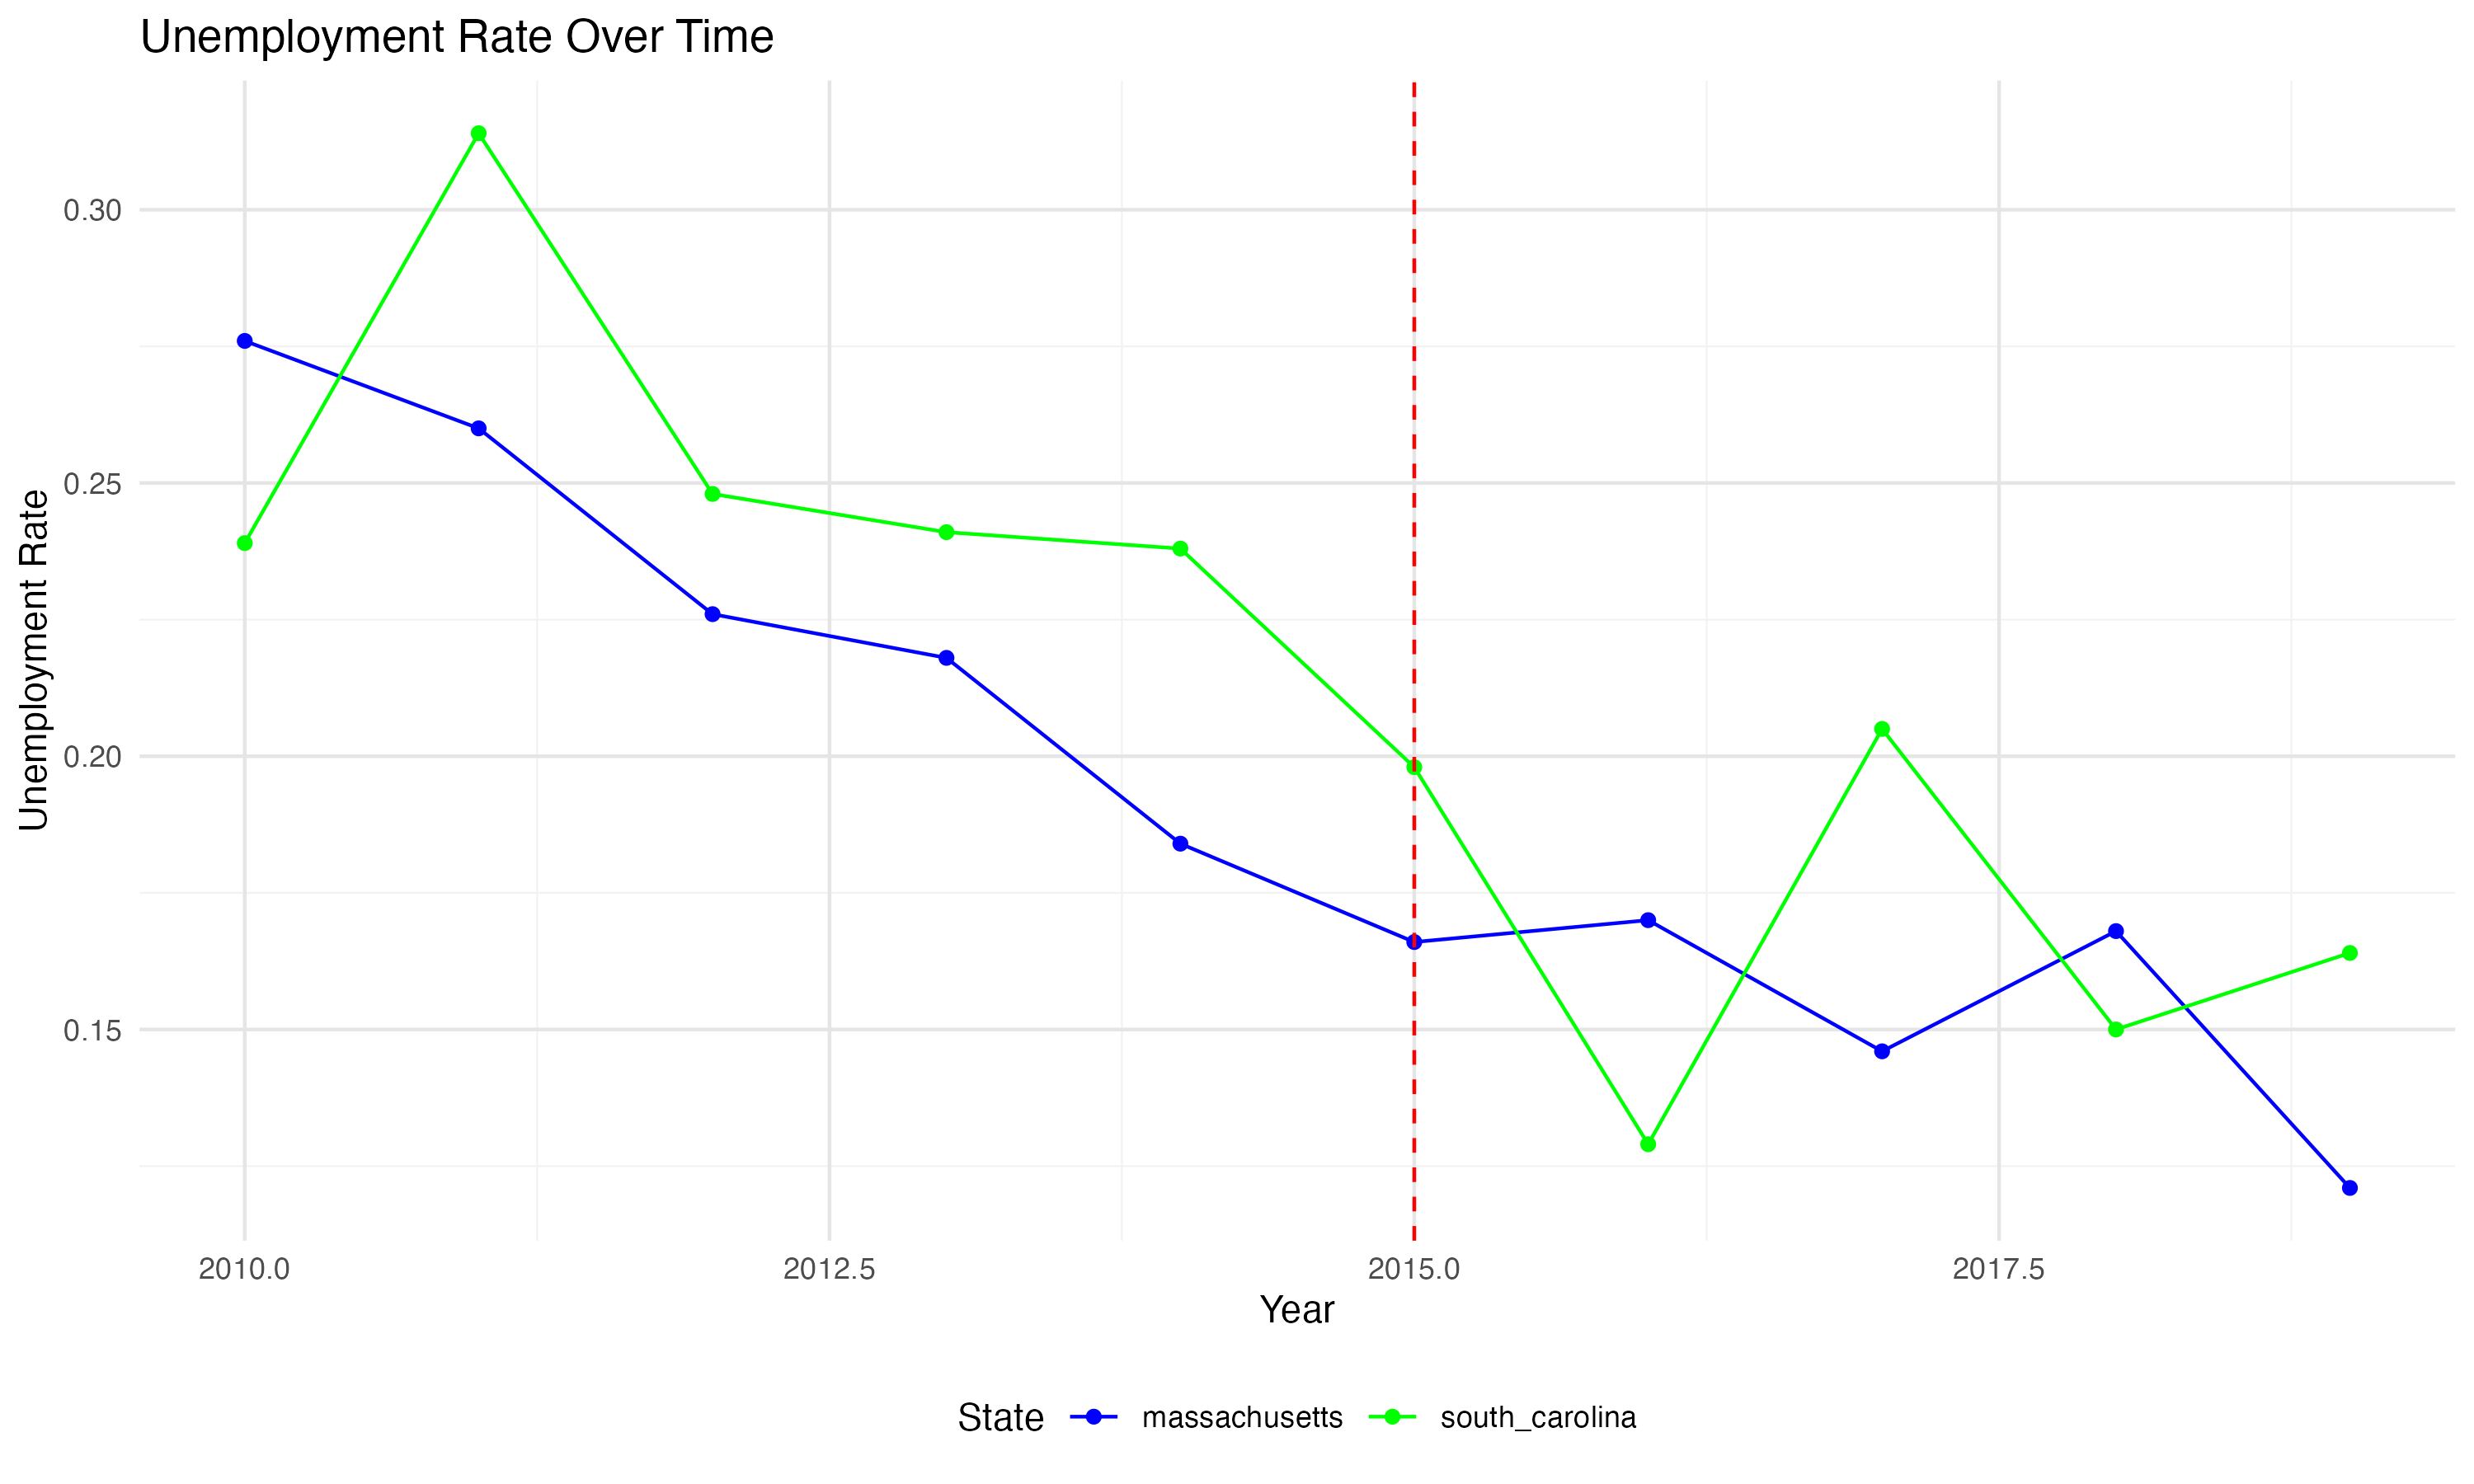 Unemployment Rate Over Time
Unemployment Rate
0.30
0.25
0.20
0.15
2010.0 2012.5 2015.0 2017.5
Year
State massachusetts south_carolina